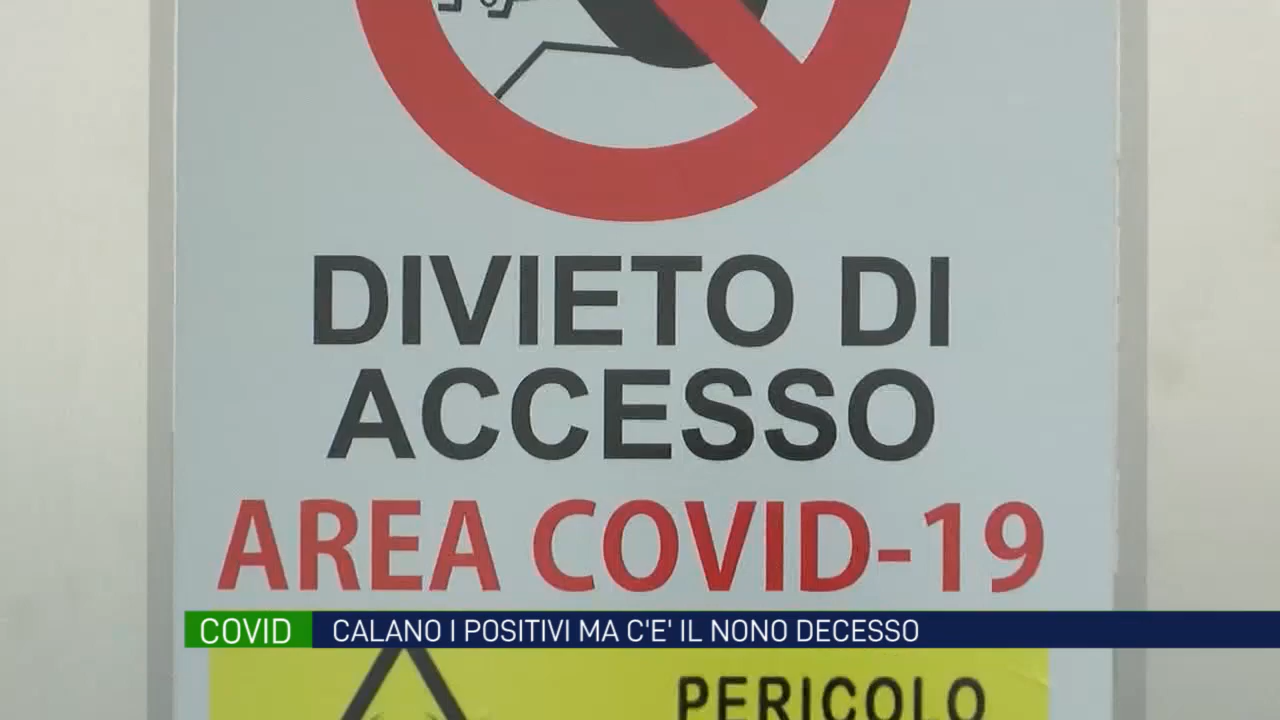 DIVIETO DI
ACCESSO
AREA COVID-19
COVID CALANO I POSITIVI MA C'E' IL NONO DECESSO
PERICOLO